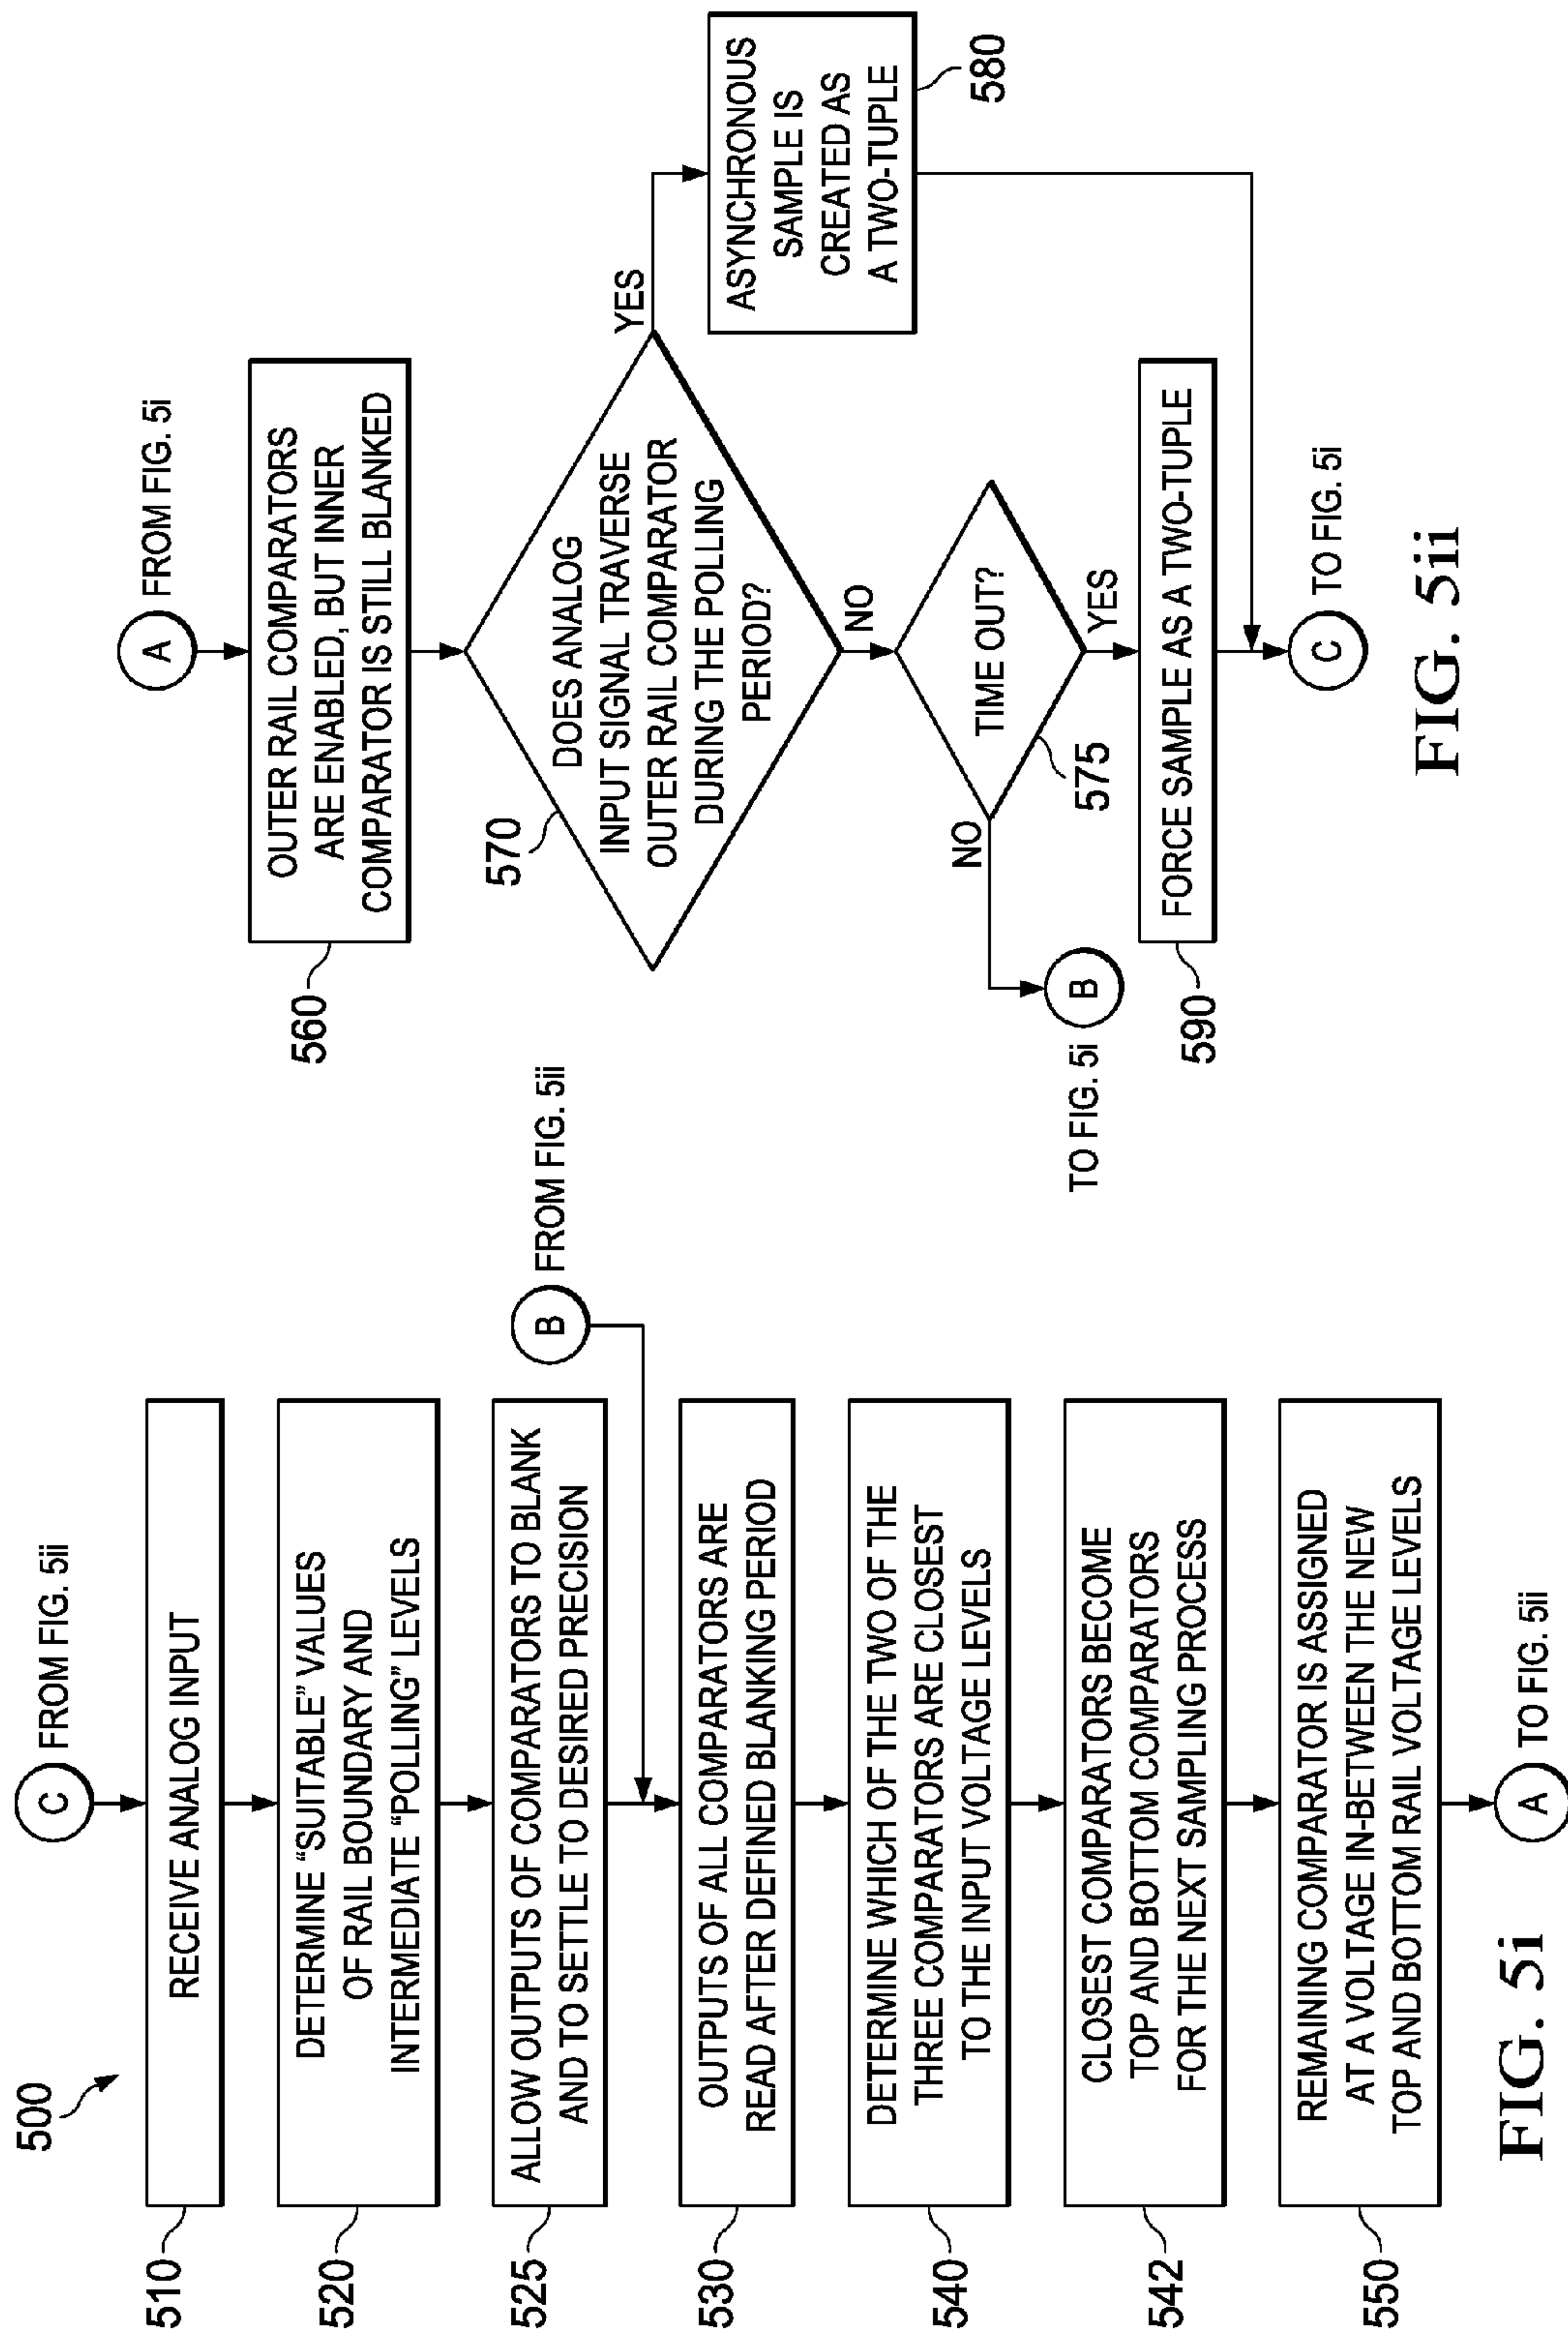 500
C
FROM FIG. 5ii
510
RECEIVE ANALOG INPUT
520
DETERMINE “SUITABLE” VALUES
OF RAIL BOUNDARY AND
INTERMEDIATE “POLLING” LEVELS
525
ALLOW OUTPUTS OF COMPARATORS TO BLANK
AND TO SETTLE TO DESIRED PRECISION
B
FROM FIG. 5ii
530
OUTPUTS OF ALL COMPARATORS ARE
READ AFTER DEFINED BLANKING PERIOD
540
DETERMINE WHICH OF THE TWO OF THE
THREE COMPARATORS ARE CLOSEST
TO THE INPUT VOLTAGE LEVELS
542
CLOSEST COMPARATORS BECOME
TOP AND BOTTOM COMPARATORS
FOR THE NEXT SAMPLING PROCESS
550
REMAINING COMPARATOR IS ASSIGNED
AT A VOLTAGE IN-BETWEEN THE NEW
TOP AND BOTTOM RAIL VOLTAGE LEVELS
A
TO FIG. 5ii
FIG. 5i
A
FROM FIG. 5i
560
OUTER RAIL COMPARATORS
ARE ENABLED, BUT INNER
COMPARATOR IS STILL BLANKED
570
DOES ANALOG
INPUT SIGNAL TRAVERSE
OUTER RAIL COMPARATOR
DURING THE POLLING
PERIOD?
YES
ASYNCHRONOUS
SAMPLE IS
CREATED AS
A TWO-TUPLE
580
NO
TIME OUT?
575
NO
B
TO FIG. 5i
YES
590
FORCE SAMPLE AS A TWO-TUPLE
C
TO FIG. 5i
FIG. 5ii